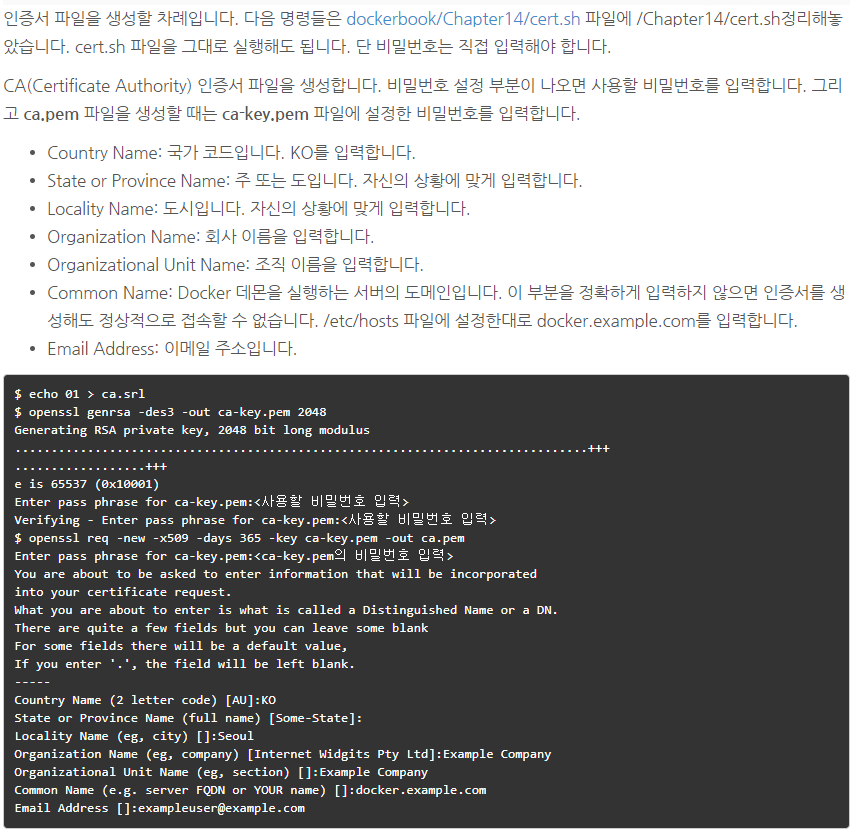 인증서 파일을 생성할 차례입니다. 다음 명령들은 dockerbook/Chapter14/cert.sh 파일에 /Chapter14/cert.sh정리해놓
았습니다. cert.sh 파일을 그대로 실행해도 됩니다. 단 비밀번호는 직접 입력해야 합니다.
CA(Certificate Authority) 인증서 파일을 생성합니다. 비밀번호 설정 부분이 나오면 사용할 비밀번호를 입력합니다. 그리
고 ca.pem 파일을 생성할 때는 ca-key.pem 파일에 설정한 비밀번호를 입력합니다.
• Country Name: 국가 코드입니다. KO를 입력합니다.
• State or Province Name: 주 또는 도입니다. 자신의 상황에 맞게 입력합니다.
• Locality Name: 도시입니다. 자신의 상황에 맞게 입력합니다.
• Organization Name: 회사 이름을 입력합니다.
• Organizational Unit Name: 조직 이름을 입력합니다.
• Common Name: Docker 데몬을 실행하는 서버의 도메인입니다. 이 부분을 정확하게 입력하지 않으면 인증서를 생
성해도 정상적으로 접속할 수 없습니다. /etc/hosts 파일에 설정한대로 docker.example.com를 입력합니다.
• Email Address: 이메일 주소입니다.
$ echo 01 > ca.srl
$ openssl genrsa -des3 -out ca-key.pem 2048
Generating RSA private key, 2048 bit long modulus
...............................................................................+++
..................+++
e is 65537 (0x10001)
Enter pass phrase for ca-key.pem:<사용할 비밀번호 입력>
Verifying - Enter pass phrase for ca-key.pem:<사용할 비밀번호 입력>
$ openssl req -new -x509 -days 365 -key ca-key.pem -out ca.pem
Enter pass phrase for ca-key.pem:<ca-key.pem의 비밀번호 입력>
You are about to be asked to enter information that will be incorporated
into your certificate request.
What you are about to enter is what is called a Distinguished Name or a DN.
There are quite a few fields but you can leave some blank
For some fields there will be a default value,
If you enter '.', the field will be left blank.
-----
Country Name (2 letter code) [AU]:KO
State or Province Name (full name) [Some-State]:
Locality Name (eg, city) []:Seoul
Organization Name (eg, company) [Internet Widgits Pty Ltd]:Example Company
Organizational Unit Name (eg, section) []:Example Company
Common Name (e.g. server FQDN or YOUR name) []:docker.example.com
Email Address []:exampleuser@example.com